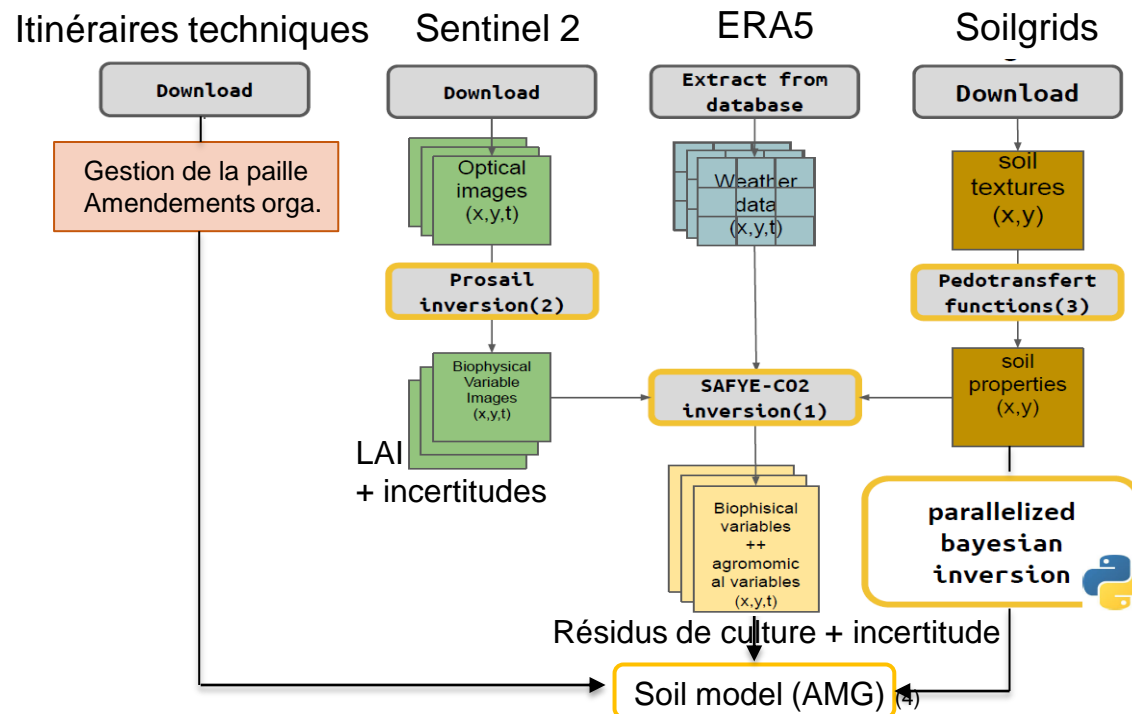 Itinéraires techniques
Sentinel 2
ERA5
Soilgrids
Download
Download
Extract from
database
Download
Gestion de la paille
Amendements orga.
Optical
images
(x,y,t)
Weather
data
(x,y,t)
soil
textures
(x,y)
Prosail
inversion(2)
Pedotransfert
functions(3)
Biophysical
Variable
Images
(x,y,t)
SAFYE-CO2
inversion(1)
soil
properties
(x,y)
LAI
+ incertitudes
Biophisical
variables
++
agromomic
al variables
(x,y,t)
parallelized
bayesian
inversion
Résidus de culture + incertitude
Soil model (AMG) (4)